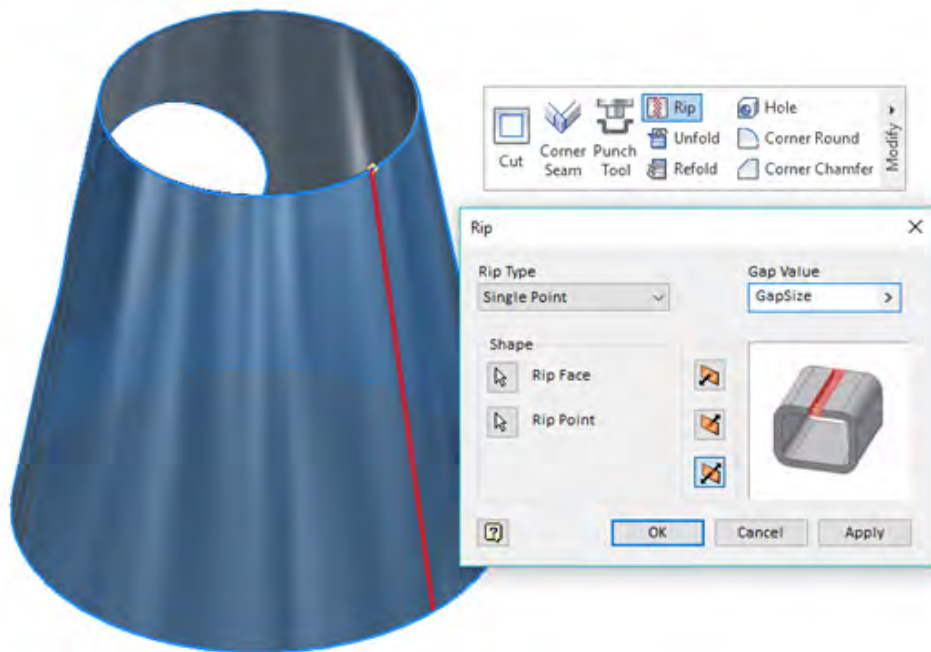 Cut
Corner
Seam
Punch
Tool
Rip
Unfold
Refold
Hole
Corner Round
Corner Chamfer
Modify
Rip
Rip Type
Single Point
Gap Value
GapSize
Shape
Rip Face
Rip Point
?
OK
Cancel
Apply